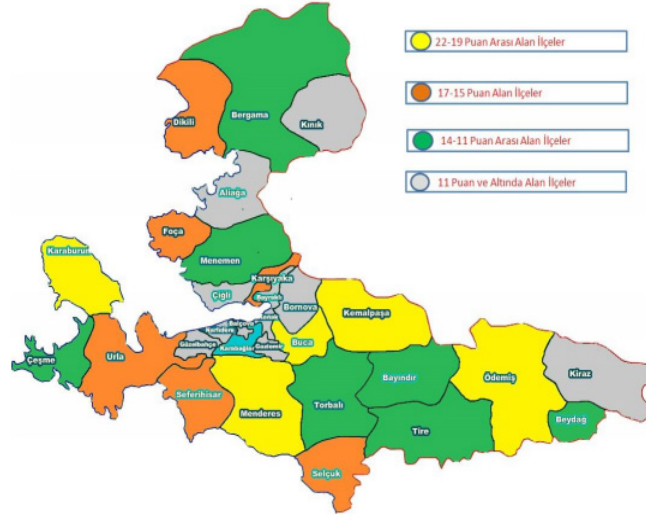 22-19 Puan Arası Alan İlçeler
17-15 Puan Alan İlçeler
14-11 Puan Arası Alan İlçeler
11 Puan ve Altında Alan İlçeler
Dikili
Bergama
Kınık
Aliağa
Foça
Menemen
Karaburun
Karşıyaka
Çiğli
Bayraklı
Bornova
Kemalpaşa
Balçova
Konak
Narlıdere
Güzelbahçe
Karabağlar
Gaziemir
Buca
Çeşme
Urla
Seferihisar
Menderes
Torbalı
Bayındır
Ödemiş
Kiraz
Beydağ
Tire
Selçuk